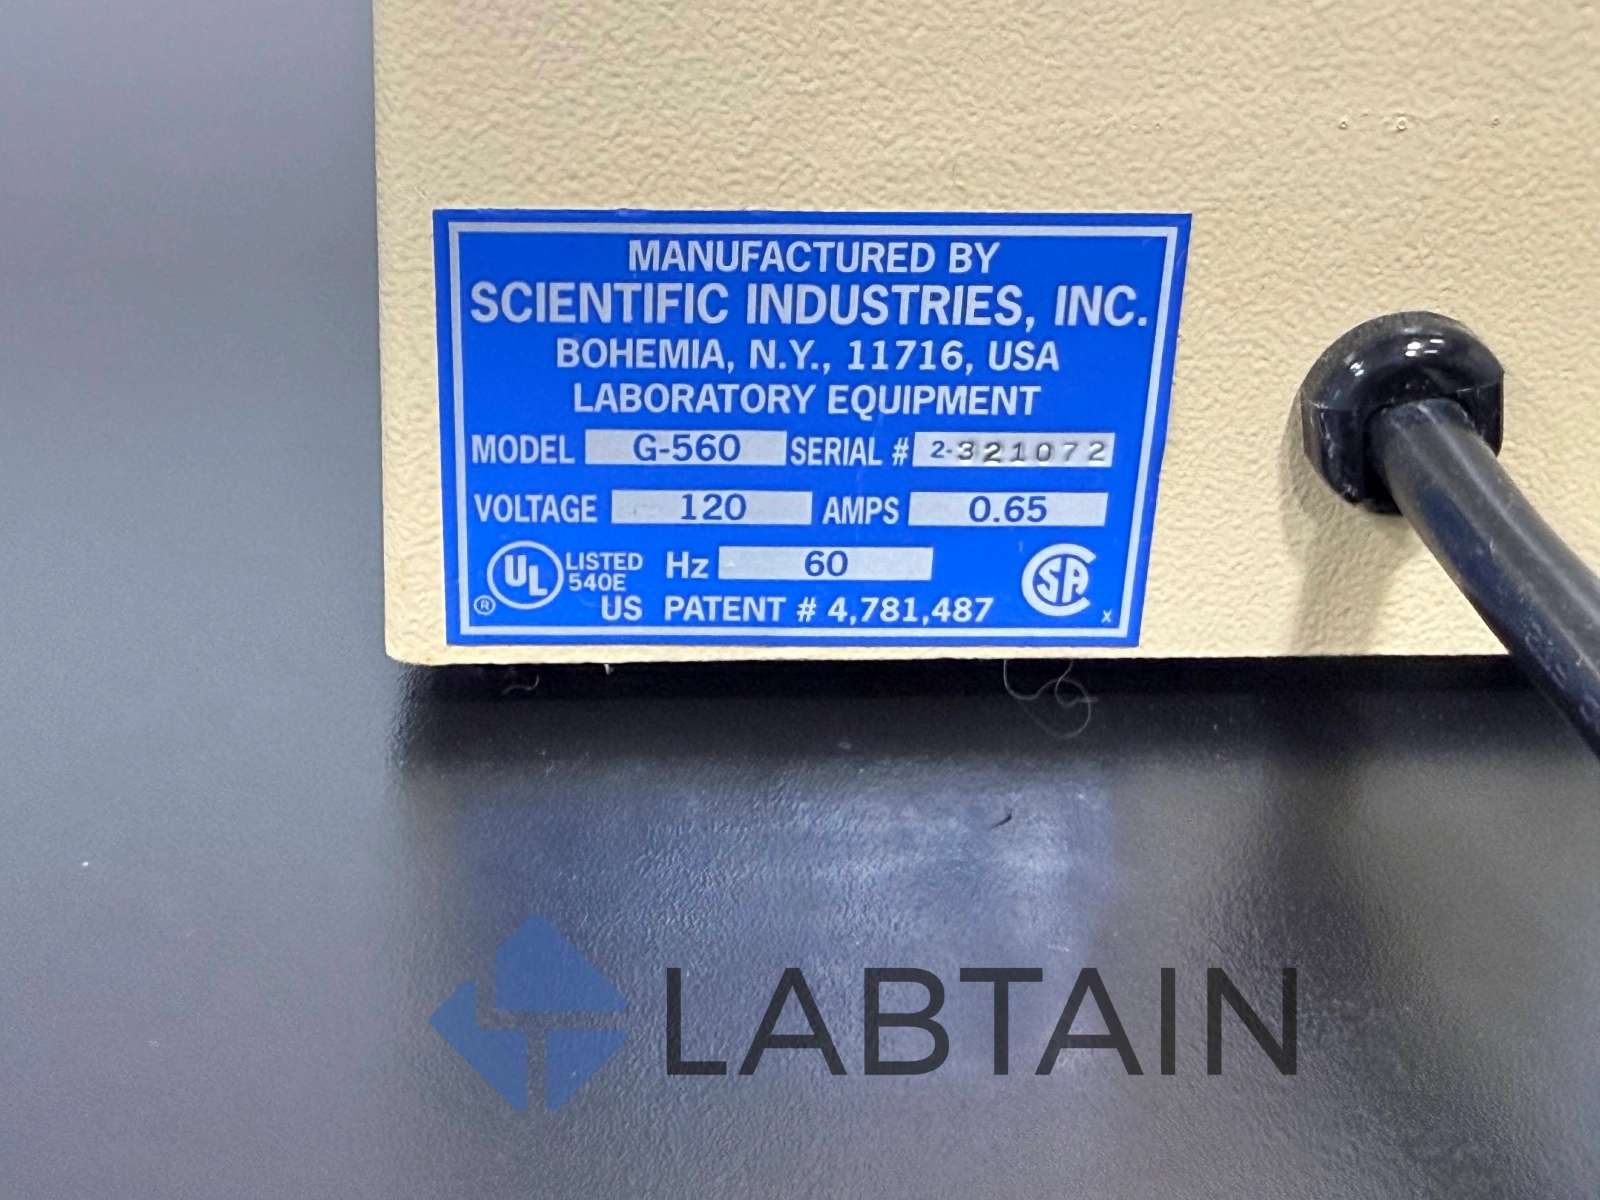 MANUFACTURED BY
SCIENTIFIC INDUSTRIES, INC.
BOHEMIA, N.Y., 11716, USA
LABORATORY EQUIPMENT
MODEL G-560 SERIAL # 2-321072
VOLTAGE 120 AMPS 0.65
UL LISTED 540E Hz 60 SA
® US PATENT # 4,781,487 x
LABTAIN